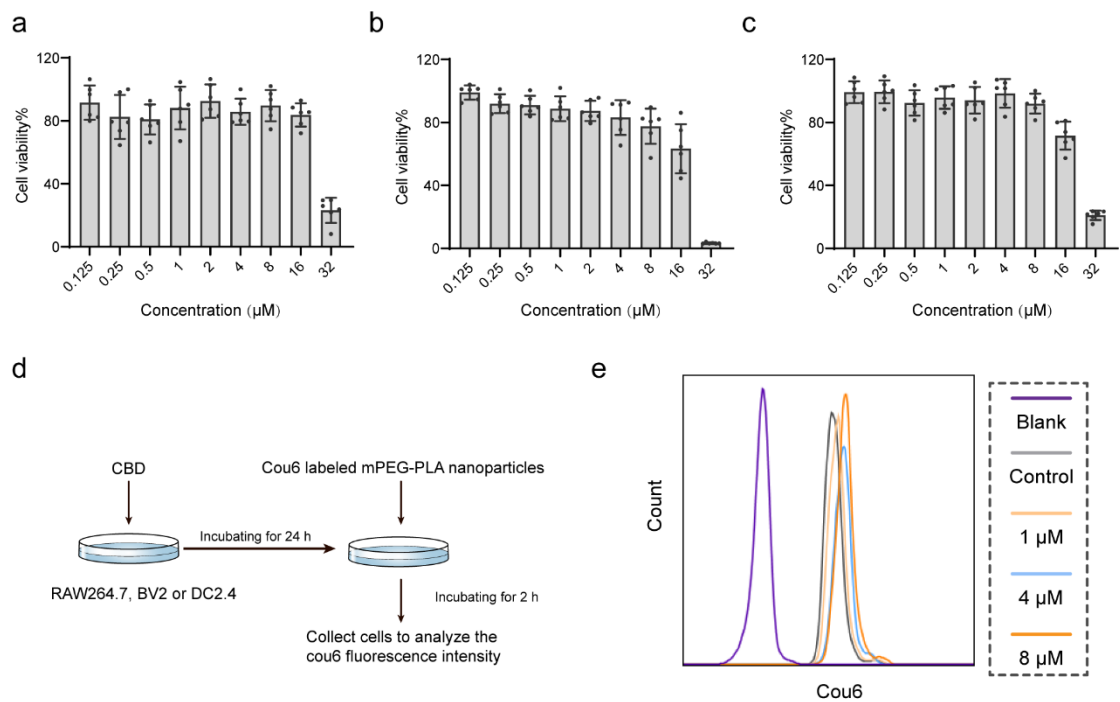 a
120
80
40
0
Cell viability%
0.125
0.25
0.5
1
2
4
8
16
32
Concentration (μM)
b
120
80
40
0
Cell viability%
0.125
0.25
0.5
1
2
4
8
16
32
Concentration (μM)
c
120
80
40
0
Cell viability%
0.125
0.25
0.5
1
2
4
8
16
32
Concentration (μM)
d
CBD
Cou6 labeled mPEG-PLA nanoparticles
Incubating for 24 h
RAW264.7, BV2 or DC2.4
Incubating for 2 h
Collect cells to analyze the
cou6 fluorescence intensity
e
Count
Cou6
Blank
Control
1 μM
4 μM
8 μM